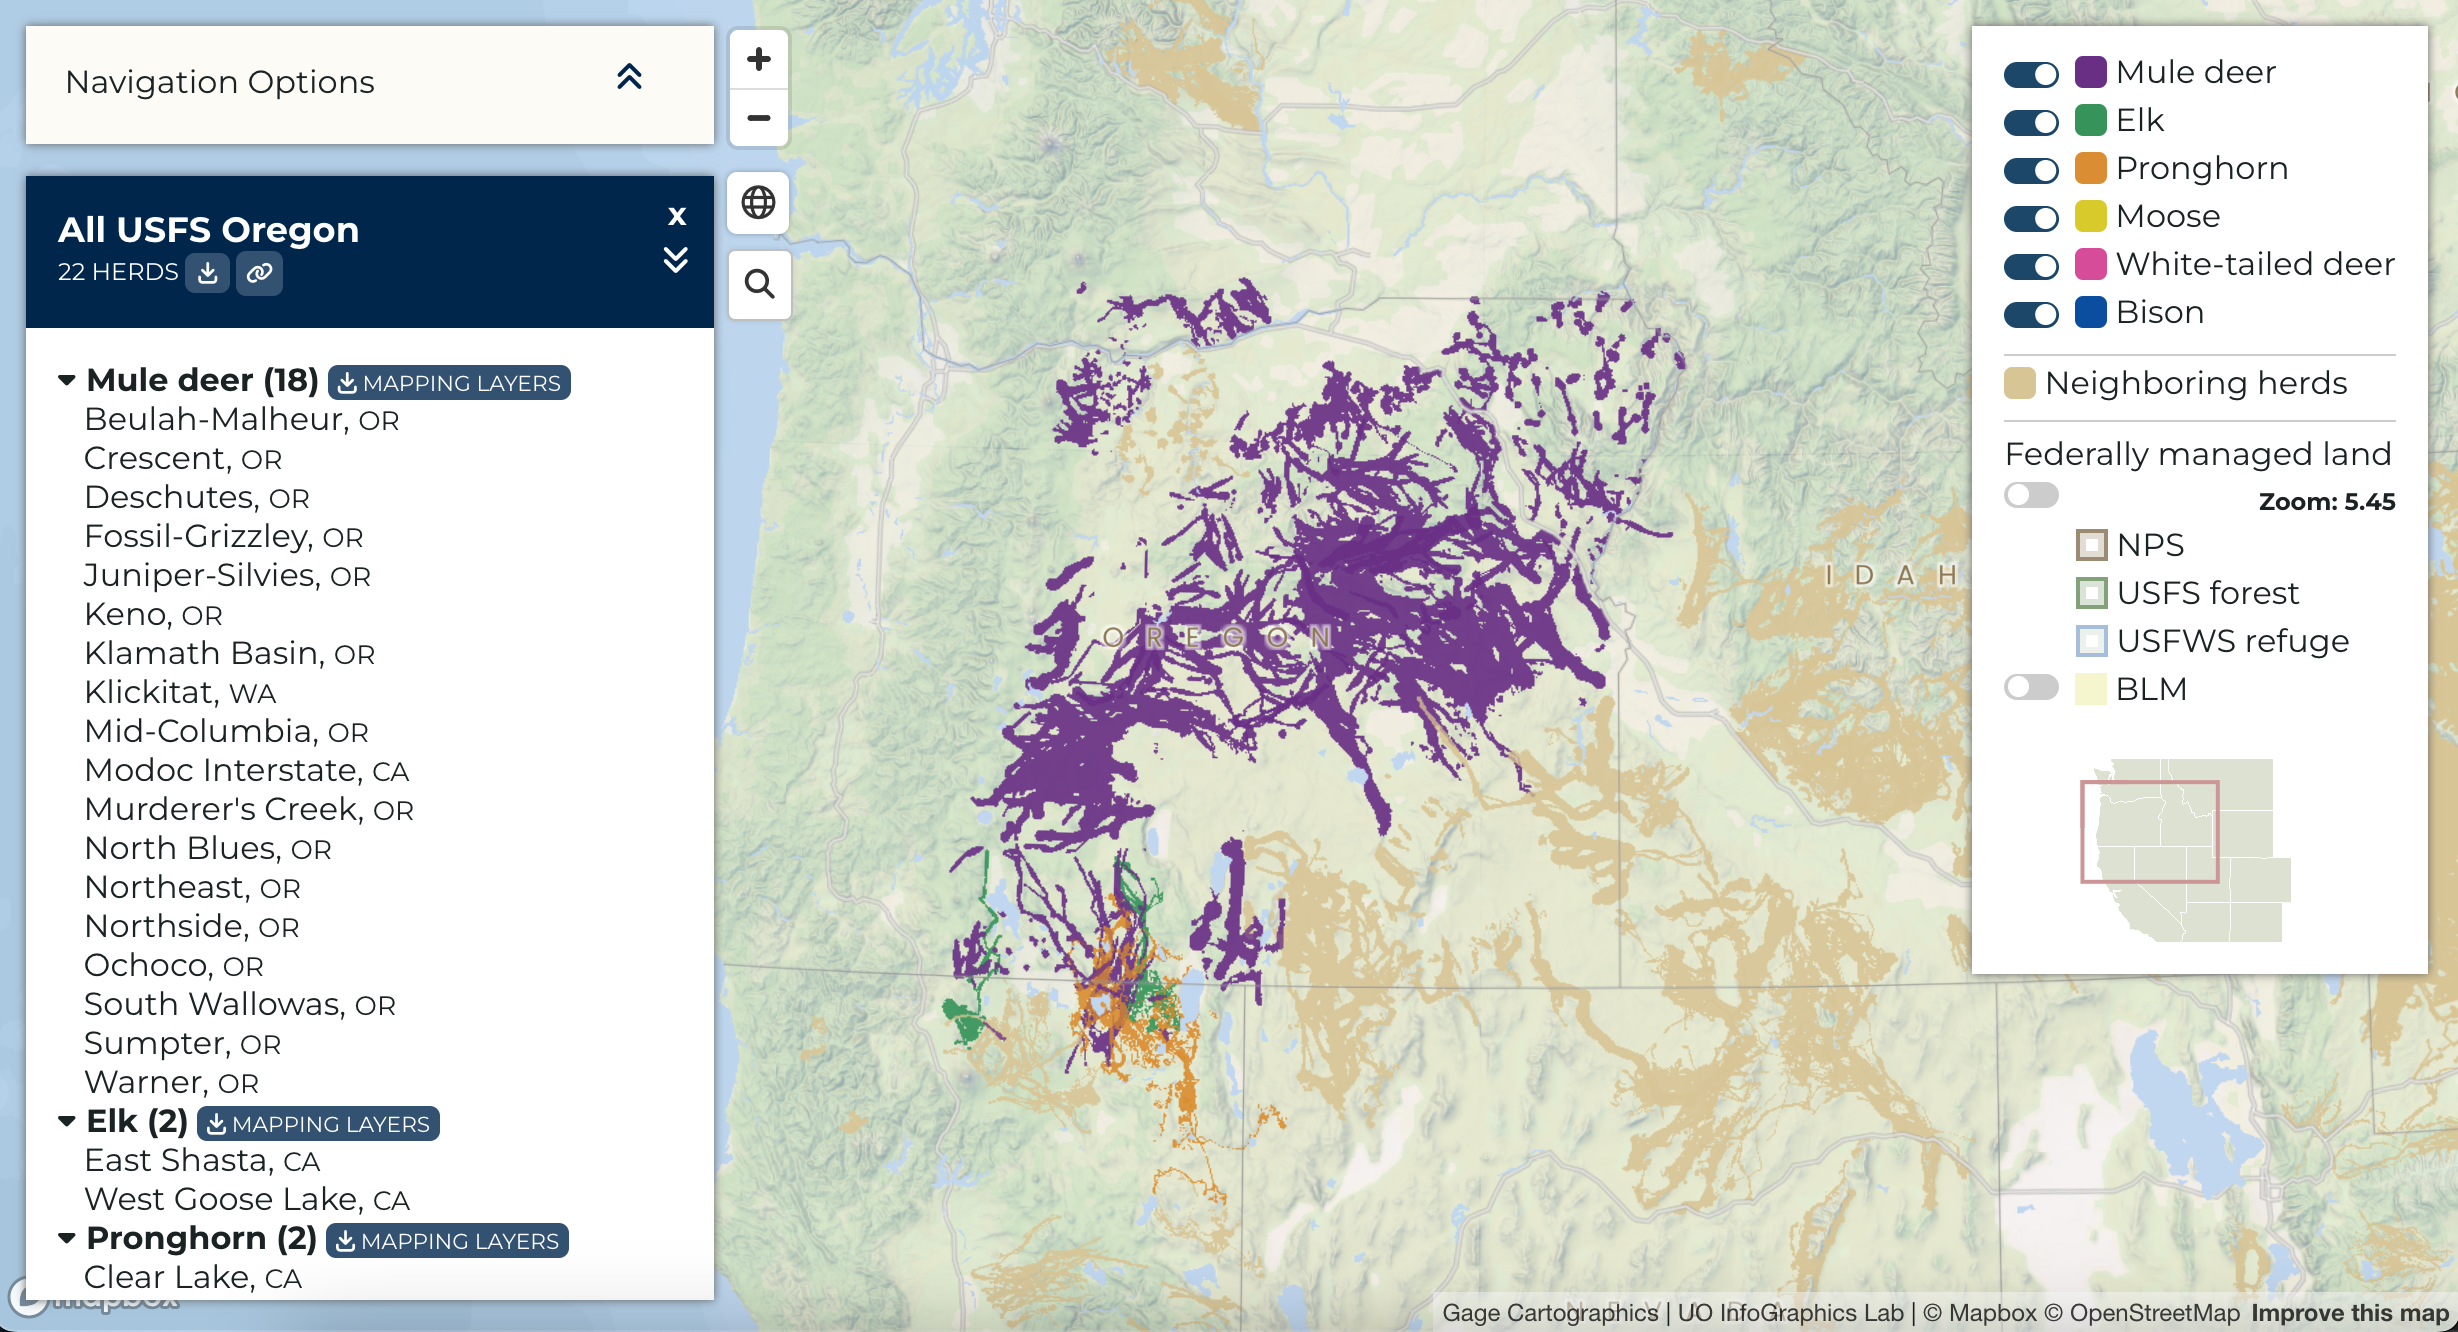 Navigation Options
All USFS Oregon
x
22 HERDS
Mule deer (18) MAPPING LAYERS
Beulah-Malheur, OR
Crescent, OR
Deschutes, OR
Fossil-Grizzley, OR
Juniper-Silvies, OR
Keno, OR
Klamath Basin, OR
Klickitat, WA
Mid-Columbia, OR
Modoc Interstate, CA
Murderer's Creek, OR
North Blues, OR
Northeast, OR
Northside, OR
Ochoco, OR
South Wallowas, OR
Sumpter, OR
Warner, OR
Elk (2) MAPPING LAYERS
East Shasta, CA
West Goose Lake, CA
Pronghorn (2) MAPPING LAYERS
Clear Lake, CA
mapbox
OREGON
IDAH
Mule deer
Elk
Pronghorn
Moose
White-tailed deer
Bison
Neighboring herds
Federally managed land
Zoom: 5.45
NPS
USFS forest
USFWS refuge
BLM
Gage Cartographics | UO InfoGraphics Lab | © Mapbox © OpenStreetMap Improve this map